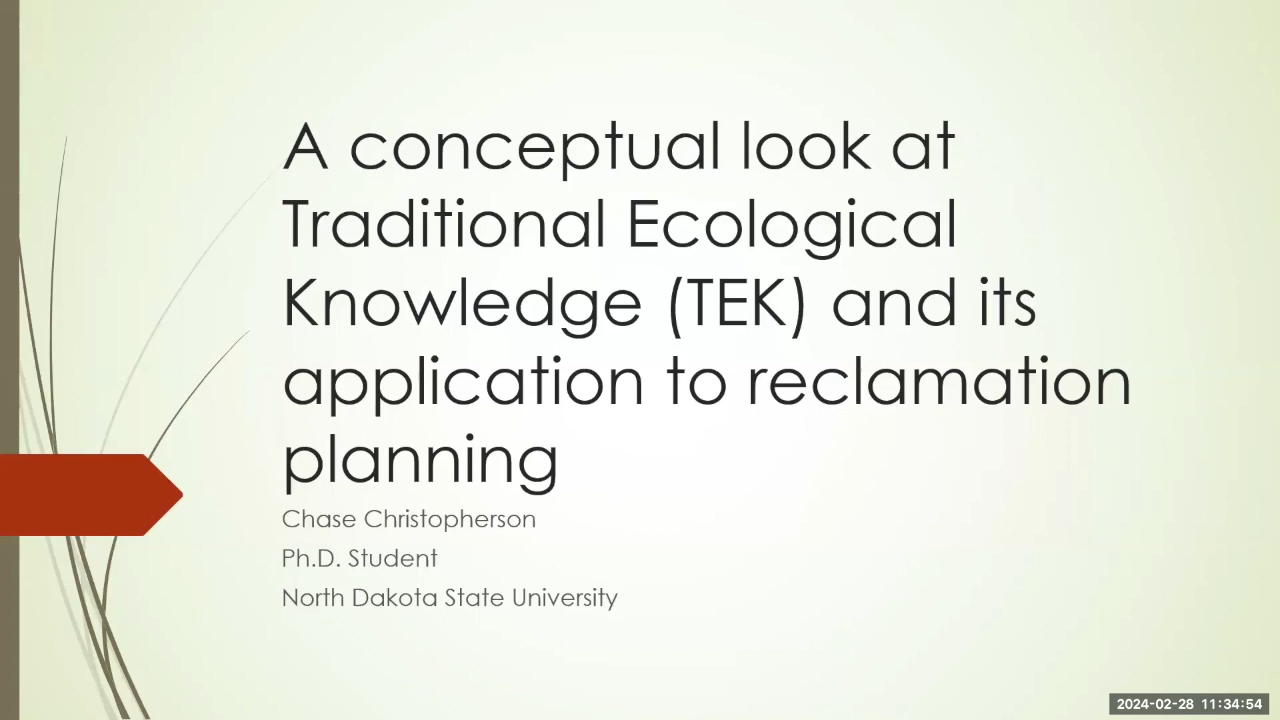 A conceptual look at
Traditional Ecological
Knowledge (TEK) and its
application to reclamation
planning
Chase Christopherson
Ph.D. Student
North Dakota State University
2024-02-28 11:34:54